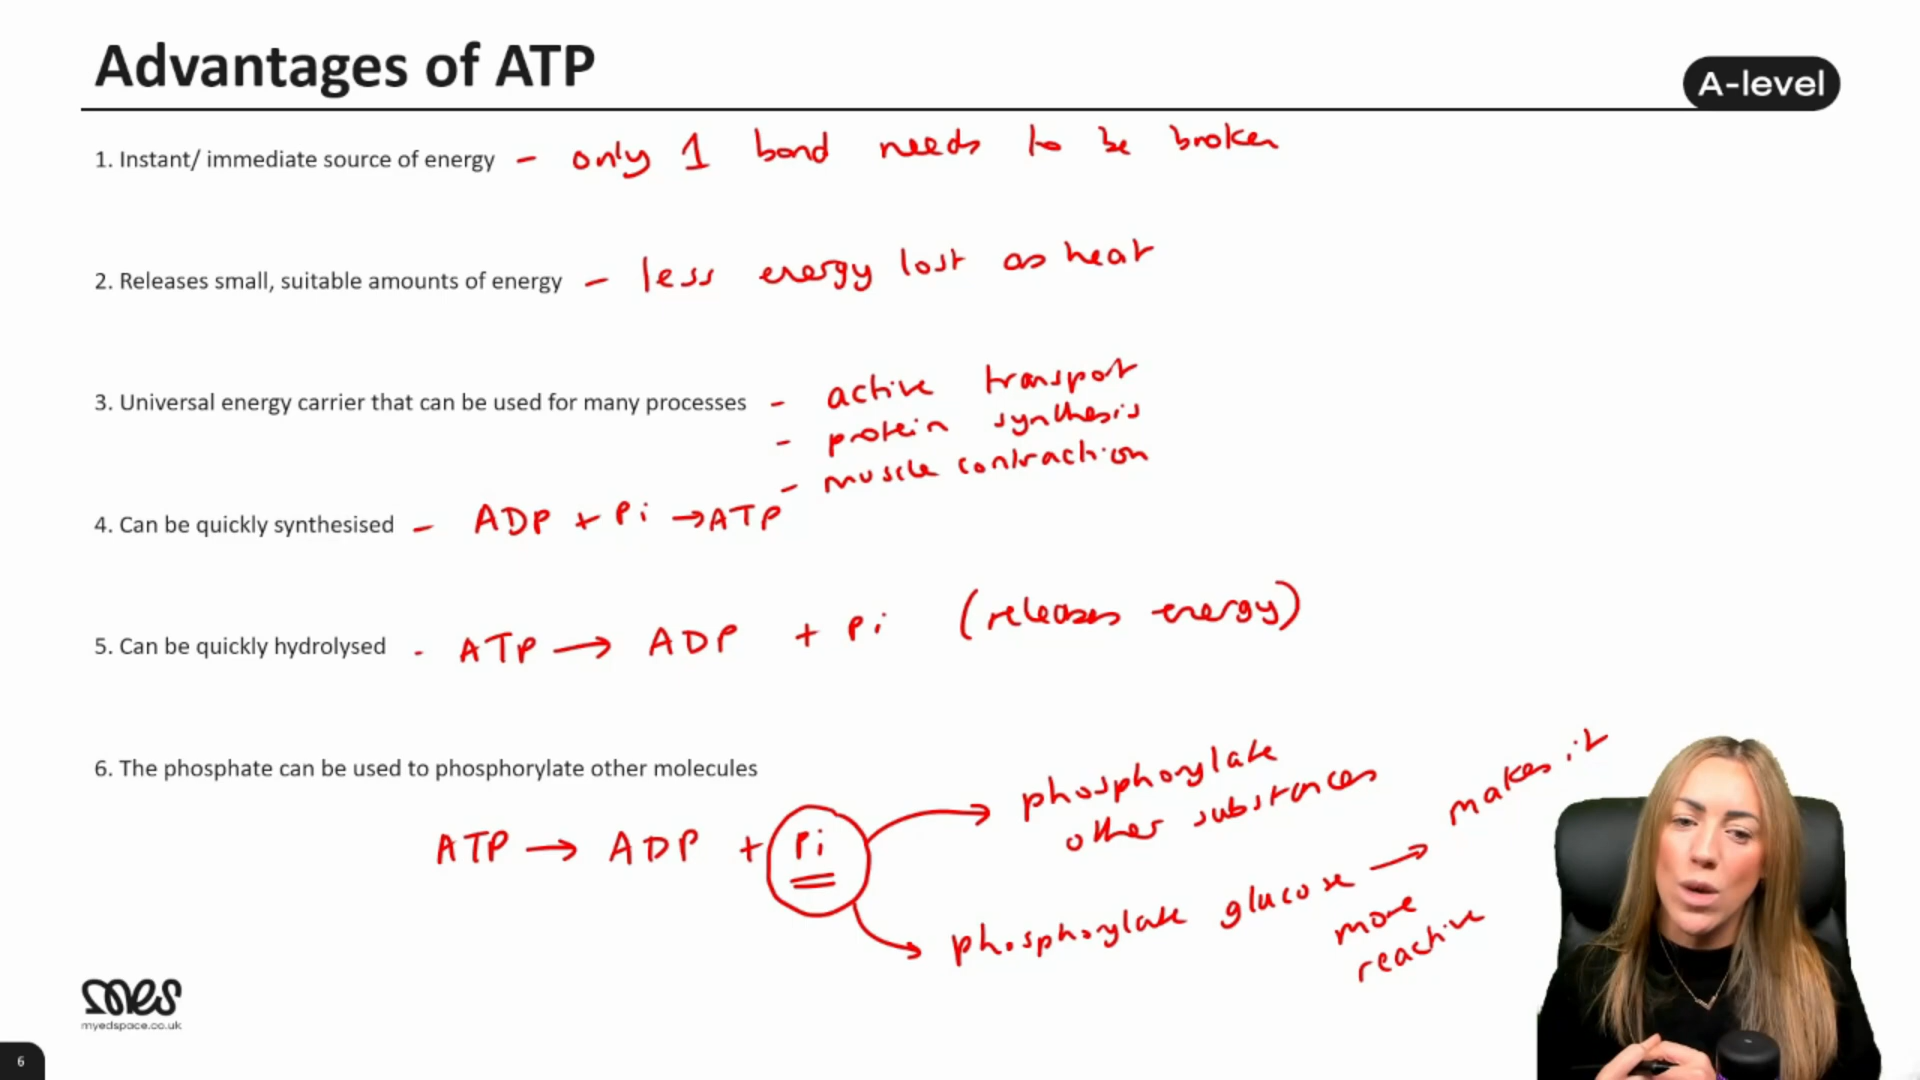 Advantages of ATP
A-level
1. Instant/ immediate source of energy - only 1 bond needs to be broken
2. Releases small, suitable amounts of energy - less energy lost as heat
3. Universal energy carrier that can be used for many processes - active transport
- protein synthesis
- muscle contraction
4. Can be quickly synthesised - ADP + Pi → ATP
5. Can be quickly hydrolysed - ATP → ADP + Pi (releases energy)
6. The phosphate can be used to phosphorylate other molecules
ATP → ADP + Pi
phosphorylate
other substances
phosphorylate glucose → makes it
more
reactive
mes
myedspace.co.uk
6